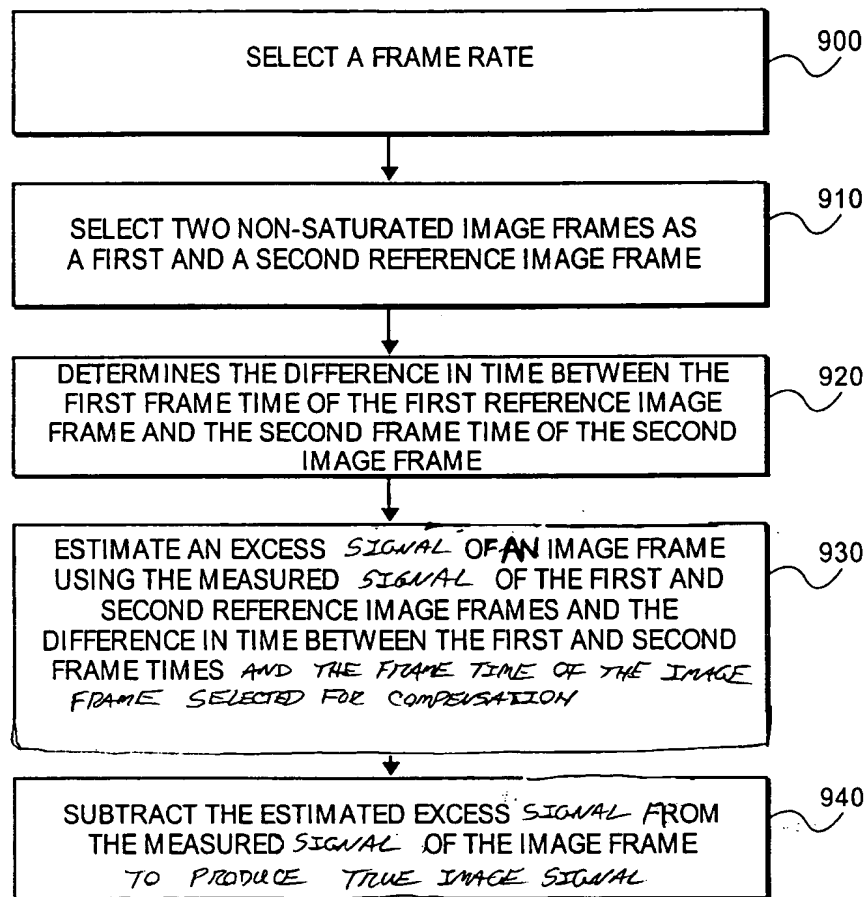 SELECT A FRAME RATE
900
SELECT TWO NON-SATURATED IMAGE FRAMES AS
A FIRST AND A SECOND REFERENCE IMAGE FRAME
910
DETERMINES THE DIFFERENCE IN TIME BETWEEN THE
FIRST FRAME TIME OF THE FIRST REFERENCE IMAGE
FRAME AND THE SECOND FRAME TIME OF THE SECOND
IMAGE FRAME
920
ESTIMATE AN EXCESS SIGNAL OF AN IMAGE FRAME
USING THE MEASURED SIGNAL OF THE FIRST AND
SECOND REFERENCE IMAGE FRAMES AND THE
DIFFERENCE IN TIME BETWEEN THE FIRST AND SECOND
FRAME TIMES AND THE FRAME TIME OF THE IMAGE
FRAME SELECTED FOR COMPENSATION
930
SUBTRACT THE ESTIMATED EXCESS SIGNAL FROM
THE MEASURED SIGNAL OF THE IMAGE FRAME
TO PRODUCE TRUE IMAGE SIGNAL
940